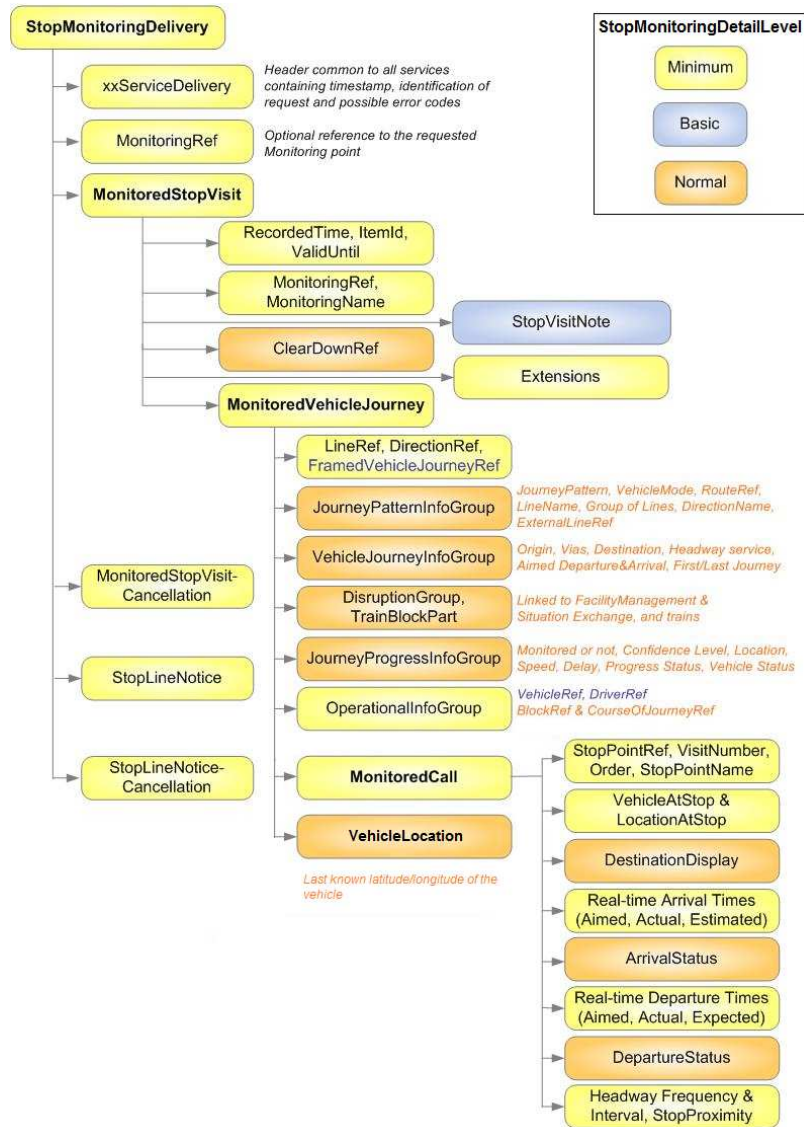 StopMonitoringDelivery
StopMonitoringDetailLevel
Minimum
Basic
Normal
xxServiceDelivery
Header common to all services
containing timestamp, identification of
request and possible error codes
MonitoringRef
Optional reference to the requested
Monitoring point
MonitoredStopVisit
RecordedTime, ItemId,
ValidUntil
MonitoringRef,
MonitoringName
StopVisitNote
ClearDownRef
Extensions
MonitoredVehicleJourney
LineRef, DirectionRef,
FramedVehicleJourneyRef
JourneyPatternInfoGroup
JourneyPattern, VehicleMode, RouteRef,
LineName, Group of Lines, DirectionName,
ExternalLineRef
VehicleJourneyInfoGroup
Origin, Vias, Destination, Headway service,
Aimed Departure&Arrival, First/Last Journey
MonitoredStopVisit-
Cancellation
DisruptionGroup,
TrainBlockPart
Linked to FacilityManagement &
Situation Exchange, and trains
JourneyProgressInfoGroup
Monitored or not, Confidence Level, Location,
Speed, Delay, Progress Status, Vehicle Status
StopLineNotice
OperationalInfoGroup
VehicleRef, DriverRef
BlockRef & CourseOfJourneyRef
StopLineNotice-
Cancellation
MonitoredCall
StopPointRef, VisitNumber,
Order, StopPointName
VehicleAtStop &
LocationAtStop
VehicleLocation
Last known latitude/longitude of the
vehicle
DestinationDisplay
Real-time Arrival Times
(Aimed, Actual, Estimated)
ArrivalStatus
Real-time Departure Times
(Aimed, Actual, Expected)
DepartureStatus
Headway Frequency &
Interval, StopProximity